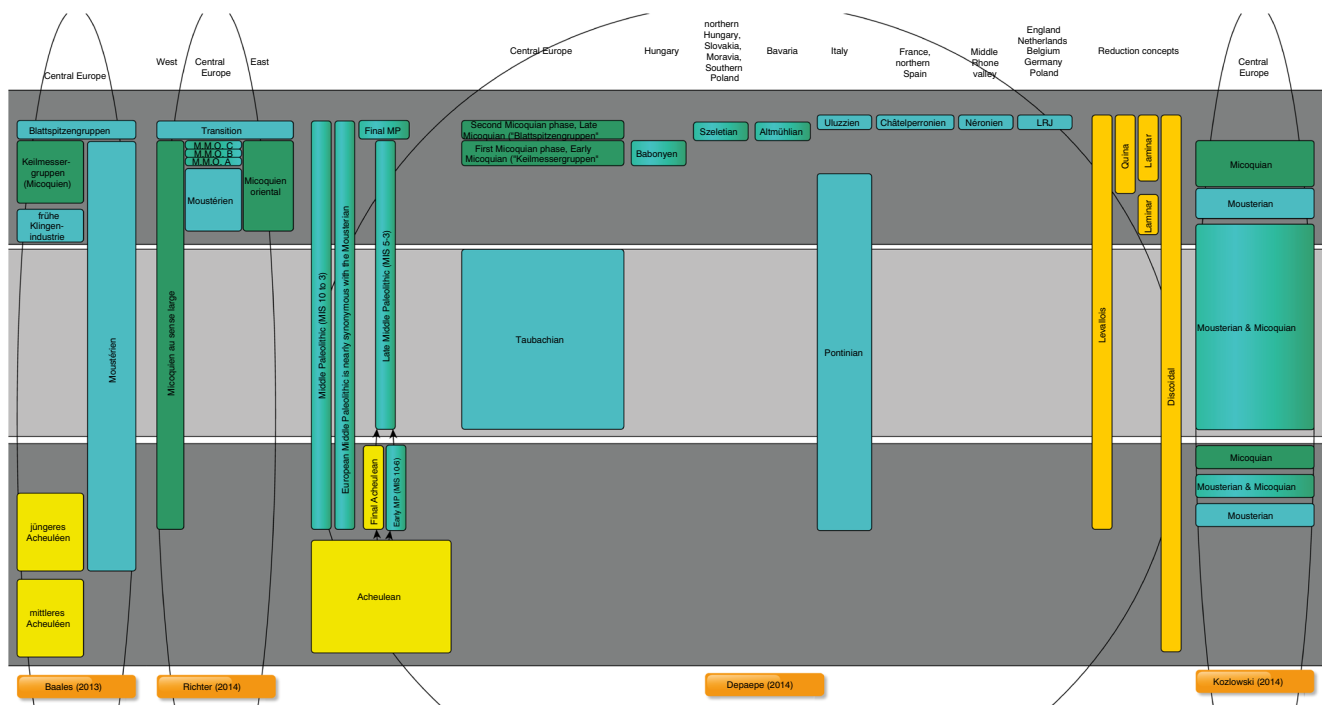 Central Europe
West
Central
Europe
East
Central Europe
Hungary
northern
Hungary,
Slovakia,
Moravia,
Southern
Poland
Bavaria
Italy
France,
northern
Spain
Middle
Rhone
valley
England
Netherlands
Belgium
Germany
Poland
Reduction concepts
Central
Europe
Blattspitzengruppen
Keilmesser-
gruppen
(Micoquien)
frühe
Klingen-
industrie
Moustérien
jüngeres
Acheuléen
mittleres
Acheuléen
Baales (2013)
Transition
M.M.O. C
M.M.O. B
M.M.O. A
Moustérien
Micoquien
oriental
Micoquien au sense large
Richter (2014)
Middle Paleolithic (MIS 10 to 3)
European Middle Paleolithic is nearly synonymous with the Mousterian
Final MP
Late Middle Paleolithic (MIS 5-3)
Final Acheulean
Early MP (MIS 10-6)
Acheulean
Second Micoquian phase, Late
Micoquian ("Blattspitzengruppen"
First Micoquian phase, Early
Micoquian ("Keilmessergruppen"
Taubachian
Babonyen
Szeletian
Altmühlian
Uluzzien
Pontinian
Châtelperronien
Néronien
LRJ
Levallois
Quina
Laminar
Laminar
Discoidal
Depaepe (2014)
Micoquian
Mousterian
Mousterian & Micoquian
Micoquian
Mousterian & Micoquian
Mousterian
Kozlowski (2014)